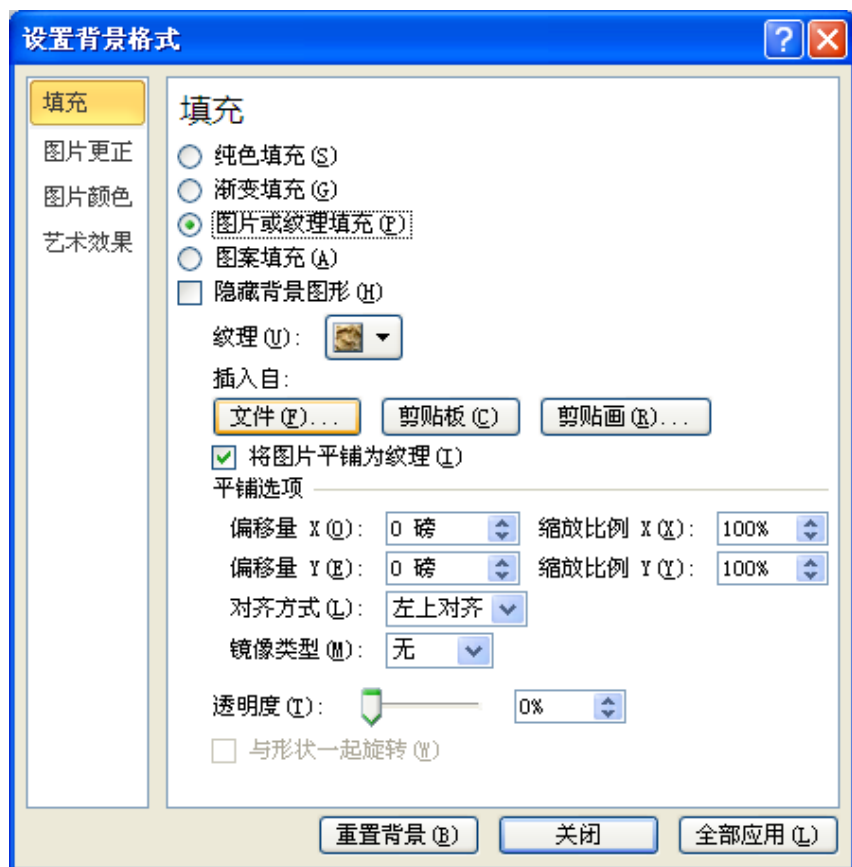 设置背景格式
填充
图片更正
图片颜色
艺术效果
填充
纯色填充(S)
渐变填充(G)
图片或纹理填充(P)
图案填充(A)
隐藏背景图形(H)
纹理(U):
插入自:
文件(F)... 剪贴板(C) 剪贴画(R)...
将图片平铺为纹理(I)
平铺选项
偏移量 X(O): 0 磅 缩放比例 X(X): 100%
偏移量 Y(E): 0 磅 缩放比例 Y(Y): 100%
对齐方式(L): 左上对齐
镜像类型(M): 无
透明度(T): 0%
与形状一起旋转(W)
重置背景(B) 关闭 全部应用(L)